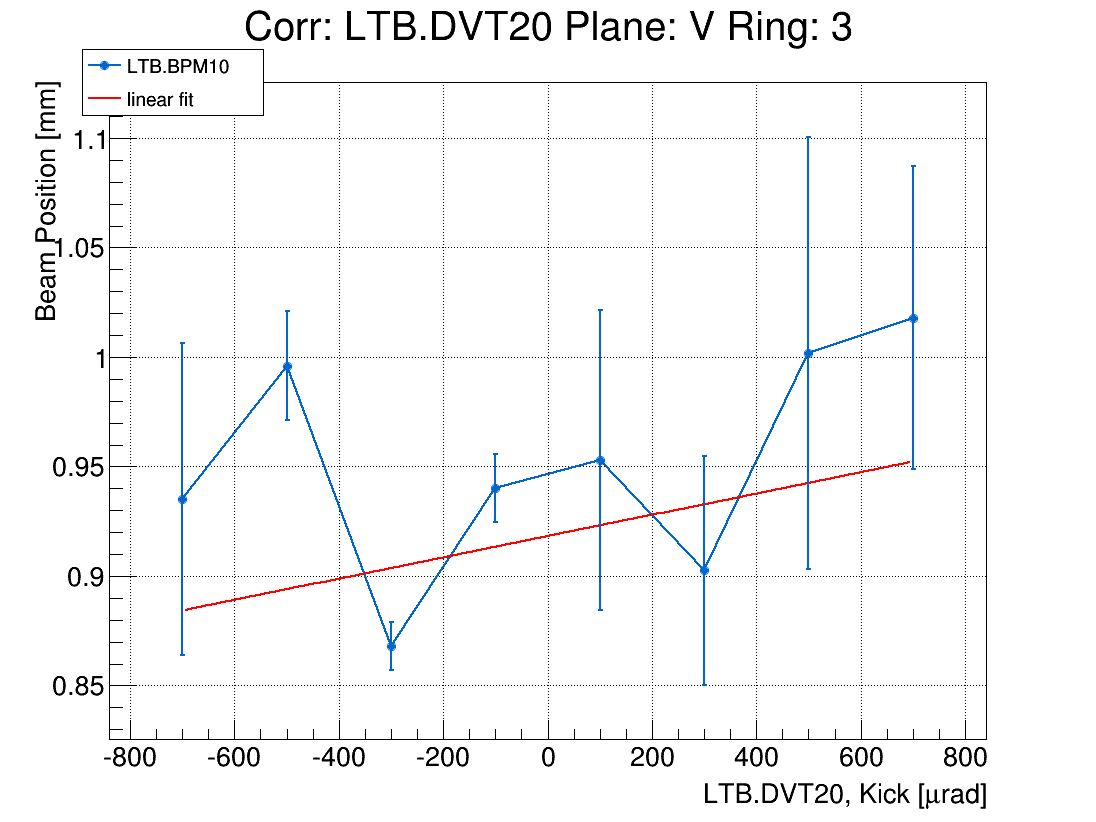 Corr: LTB.DVT20 Plane: V Ring: 3
LTB.BPM10
linear fit
Beam Position [mm]
1.1
1.05
1
0.95
0.9
0.85
-800 -600 -400 -200 0 200 400 600 800
LTB.DVT20, Kick [μrad]